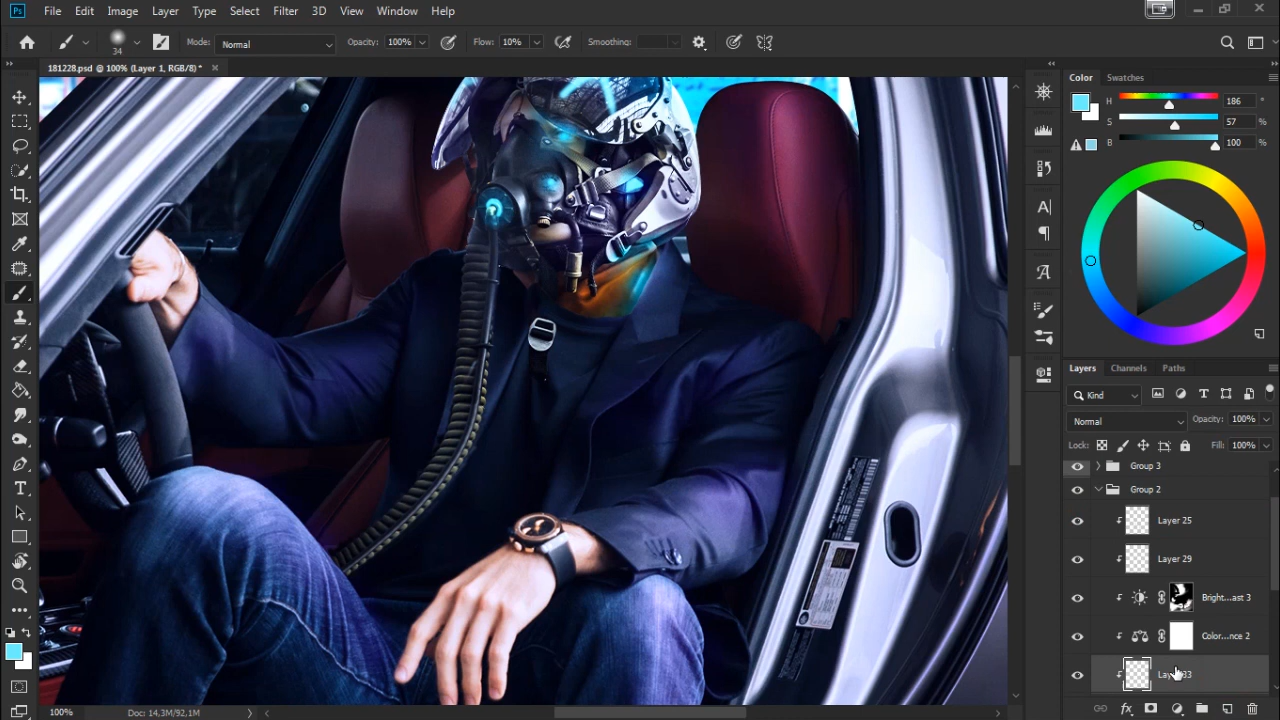 Ps File Edit Image Layer Type Select Filter 3D View Window Help
34 Mode: Normal Opacity: 100% Flow: 10% Smoothing:
181228.psd @ 100% (Layer 1, RGB/8) * ×
Color Swatches
H 186 °
S 57 %
B 100 %
Layers Channels Paths
Kind
Normal Opacity: 100%
Lock: Fill: 100%
Group 3
Group 2
Layer 25
Layer 29
Bright...ast 3
Color...nce 2
100% Doc: 14,3M/92,1M